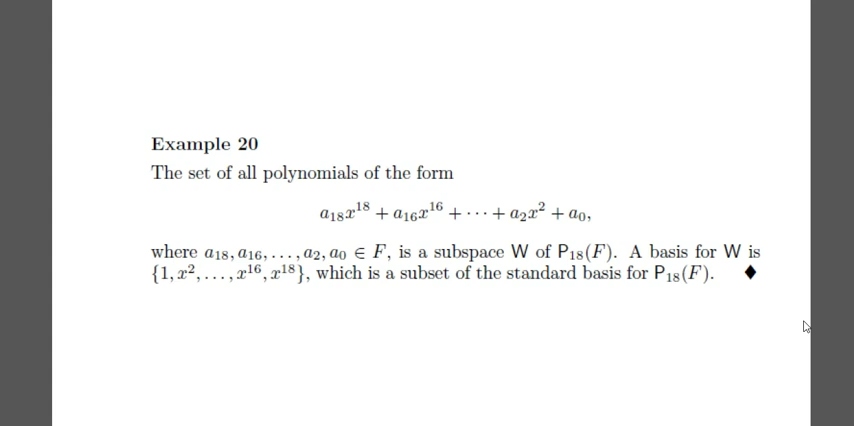 Example 20
The set of all polynomials of the form
a₁₈x¹⁸ + a₁₆x¹⁶ + ··· + a₂x² + a₀,
where a₁₈, a₁₆, . . . , a₂, a₀ ∈ F, is a subspace W of P₁₈(F). A basis for W is
{1, x², . . . , x¹⁶, x¹⁸}, which is a subset of the standard basis for P₁₈(F). ♦